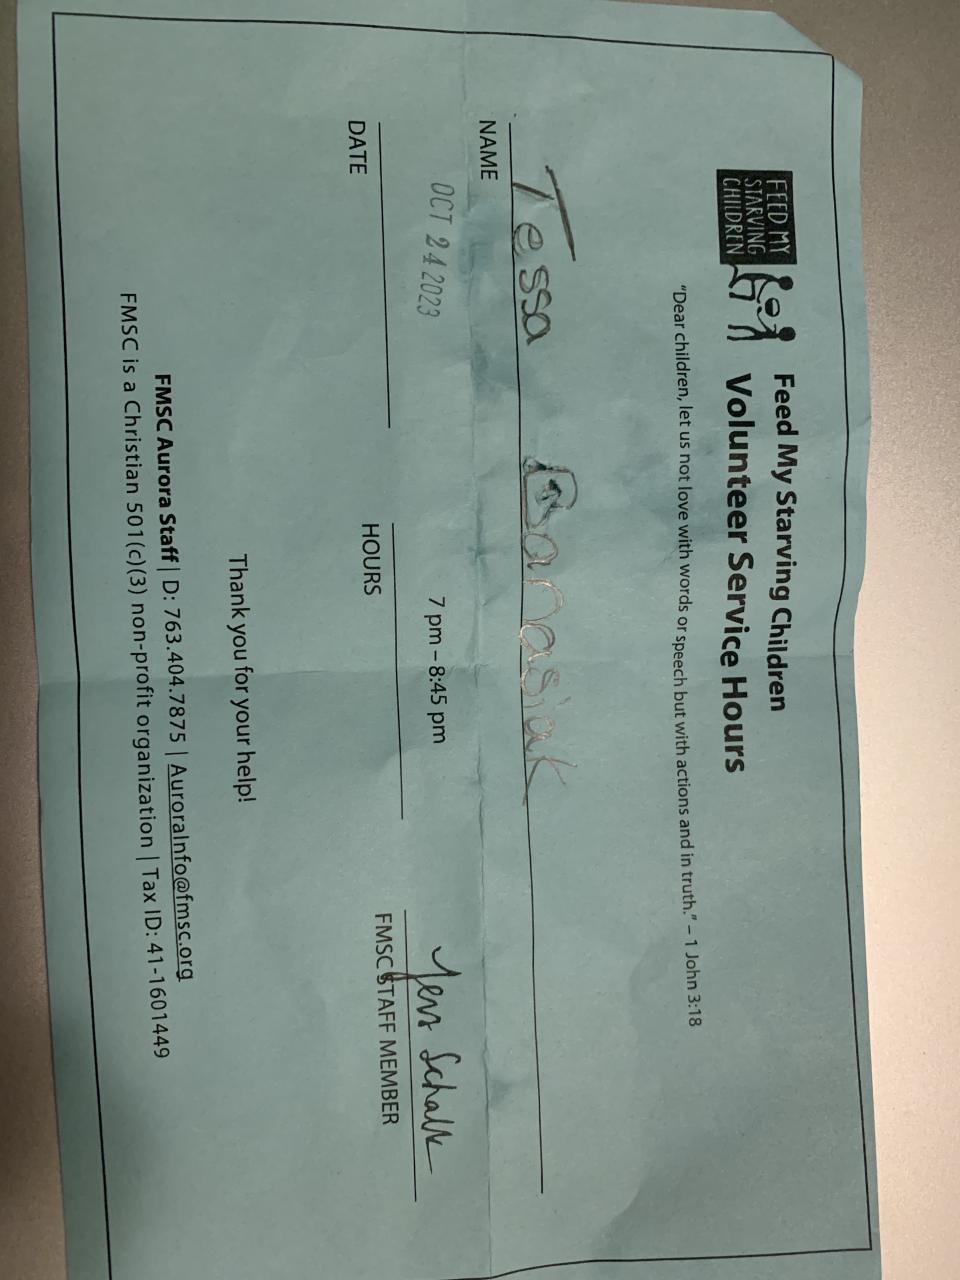 FEED MY
STARVING
CHILDREN
Feed My Starving Children
Volunteer Service Hours
“Dear children, let us not love with words or speech but with actions and in truth.” – 1 John 3:18
Tessa Banasiak
NAME
OCT 24 2023 7 pm – 8:45 pm Jess Schalk
DATE HOURS FMSC STAFF MEMBER
Thank you for your help!
FMSC Aurora Staff | D: 763.404.7875 | AuroraInfo@fmsc.org
FMSC is a Christian 501(c)(3) non-profit organization | Tax ID: 41-1601449